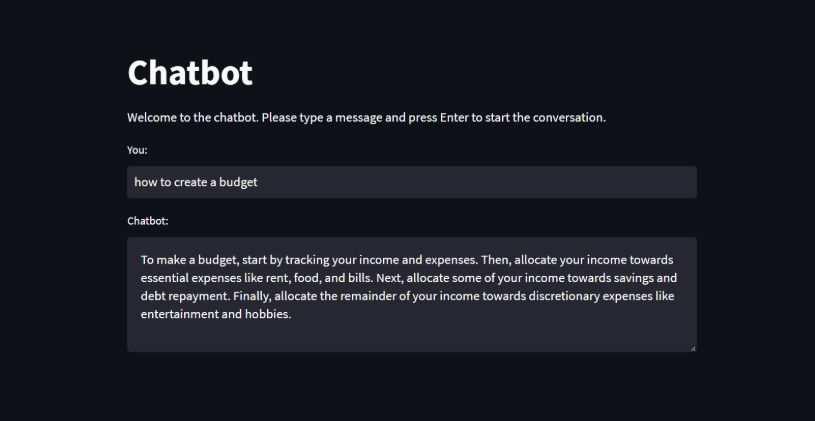 Chatbot
Welcome to the chatbot. Please type a message and press Enter to start the conversation.
You:
how to create a budget
Chatbot:
To make a budget, start by tracking your income and expenses. Then, allocate your income towards
essential expenses like rent, food, and bills. Next, allocate some of your income towards savings and
debt repayment. Finally, allocate the remainder of your income towards discretionary expenses like
entertainment and hobbies.